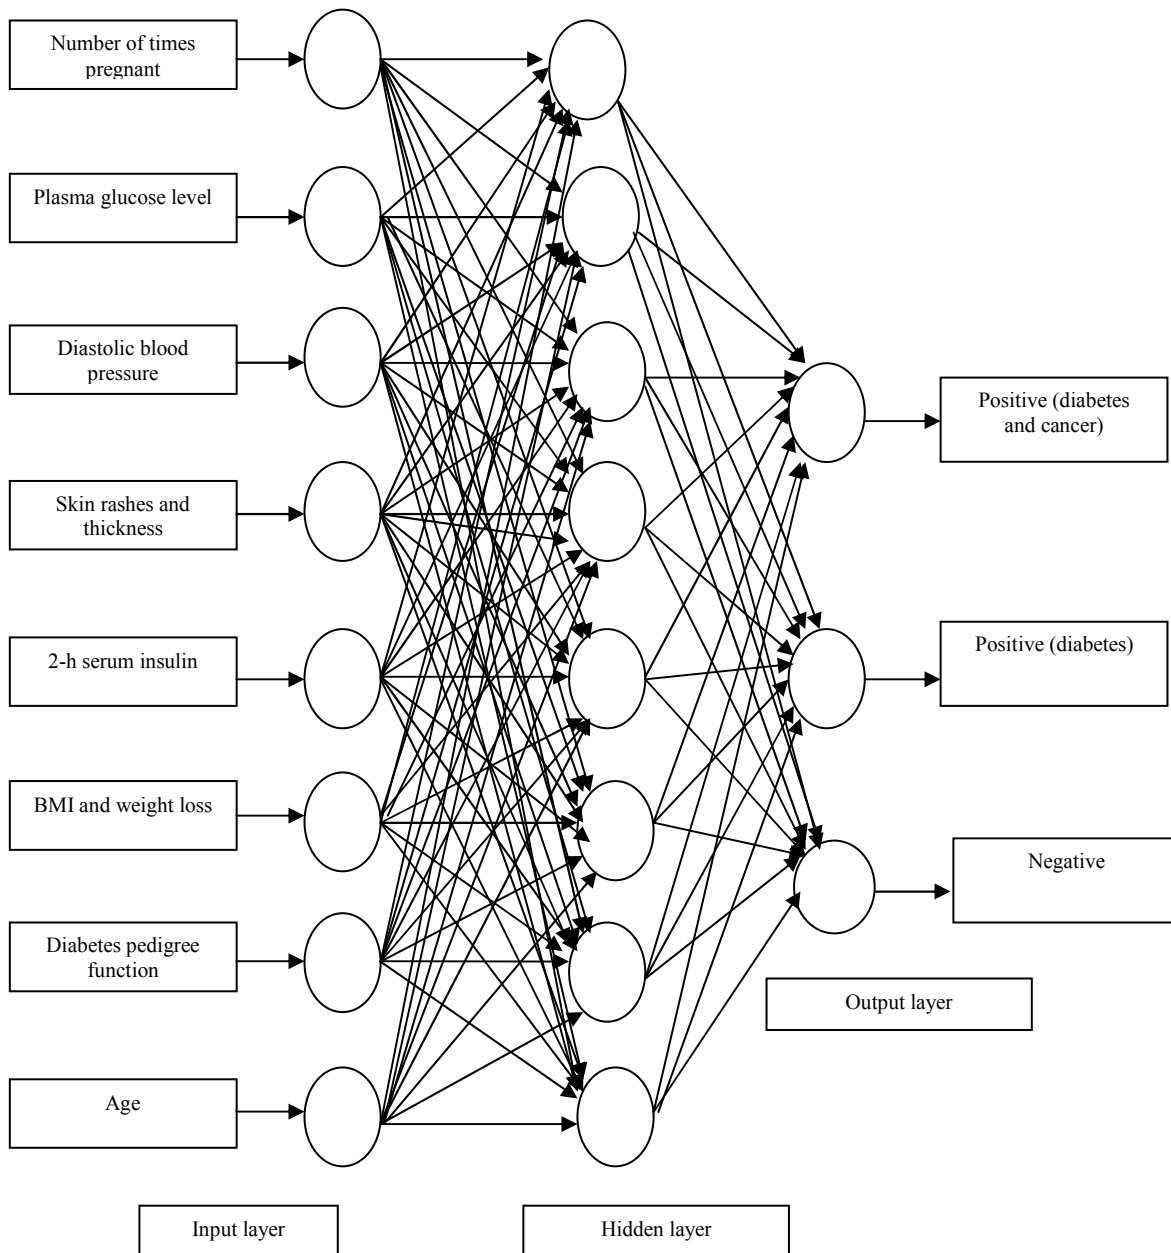 Number of times
pregnant
Plasma glucose level
Diastolic blood
pressure
Skin rashes and
thickness
2-h serum insulin
BMI and weight loss
Diabetes pedigree
function
Age
Input layer
Hidden layer
Positive (diabetes
and cancer)
Positive (diabetes)
Negative
Output layer